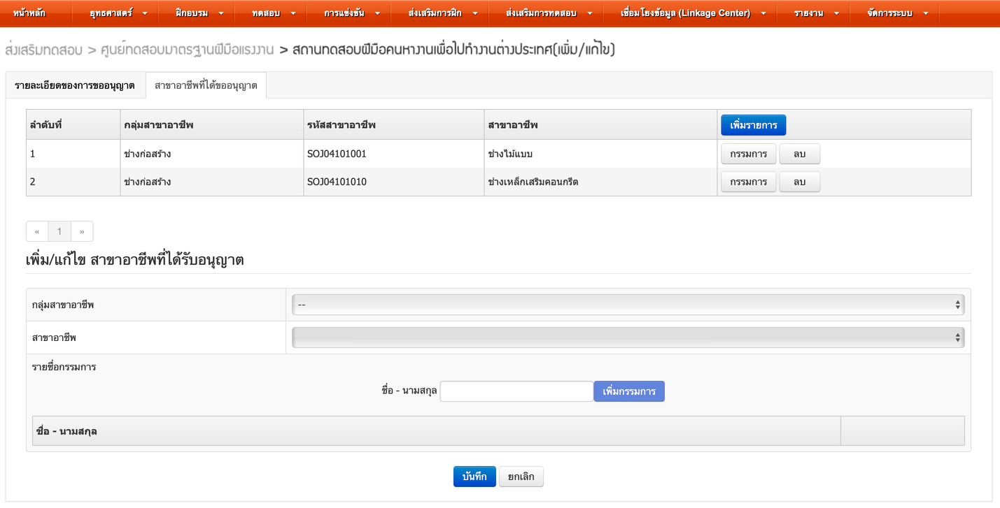 หน้าหลัก ยุทธศาสตร์ ฝึกอบรม ทดสอบ การแข่งขัน ส่งเสริมการฝึก ส่งเสริมการทดสอบ เชื่อมโยงข้อมูล (Linkage Center) รายงาน จัดการระบบ
ส่งเสริมทดสอบ > ศูนย์ทดสอบมาตรฐานฝีมือแรงงาน > สถานทดสอบฝีมือคนหางานเพื่อไปทำงานต่างประเทศ(เพิ่ม/แก้ไข)
รายละเอียดของการขออนุญาต สาขาอาชีพที่ได้ขออนุญาต
ลำดับที่ กลุ่มสาขาอาชีพ รหัสสาขาอาชีพ สาขาอาชีพ เพิ่มรายการ
1 ช่างก่อสร้าง SOJ04101001 ช่างไม้แบบ กรรมการ ลบ
2 ช่างก่อสร้าง SOJ04101010 ช่างเหล็กเสริมคอนกรีต กรรมการ ลบ
« 1 »
เพิ่ม/แก้ไข สาขาอาชีพที่ได้รับอนุญาต
กลุ่มสาขาอาชีพ --
สาขาอาชีพ
รายชื่อกรรมการ
ชื่อ - นามสกุล เพิ่มกรรมการ
ชื่อ - นามสกุล
บันทึก ยกเลิก